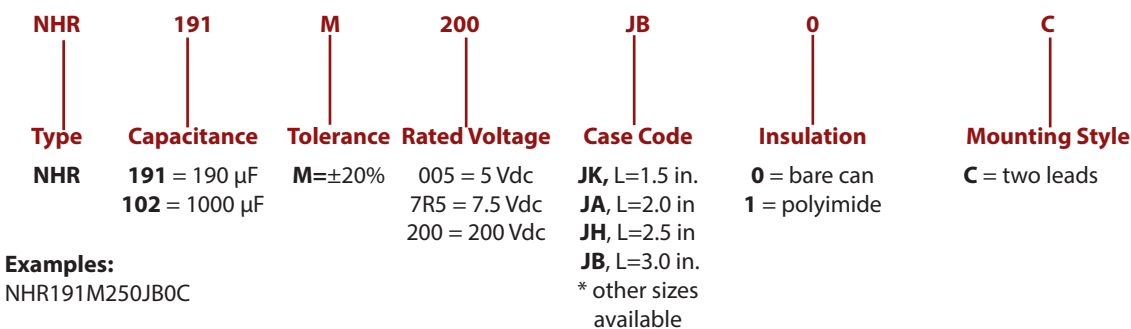 NHR 191 M 200 JB 0 C
Type Capacitance Tolerance Rated Voltage Case Code Insulation Mounting Style
NHR 191 = 190 µF M=±20% 005 = 5 Vdc JK, L=1.5 in. 0 = bare can C = two leads
102 = 1000 µF 7R5 = 7.5 Vdc JA, L=2.0 in 1 = polyimide
200 = 200 Vdc JH, L=2.5 in
Examples: JB, L=3.0 in.
NHR191M250JB0C * other sizes
available